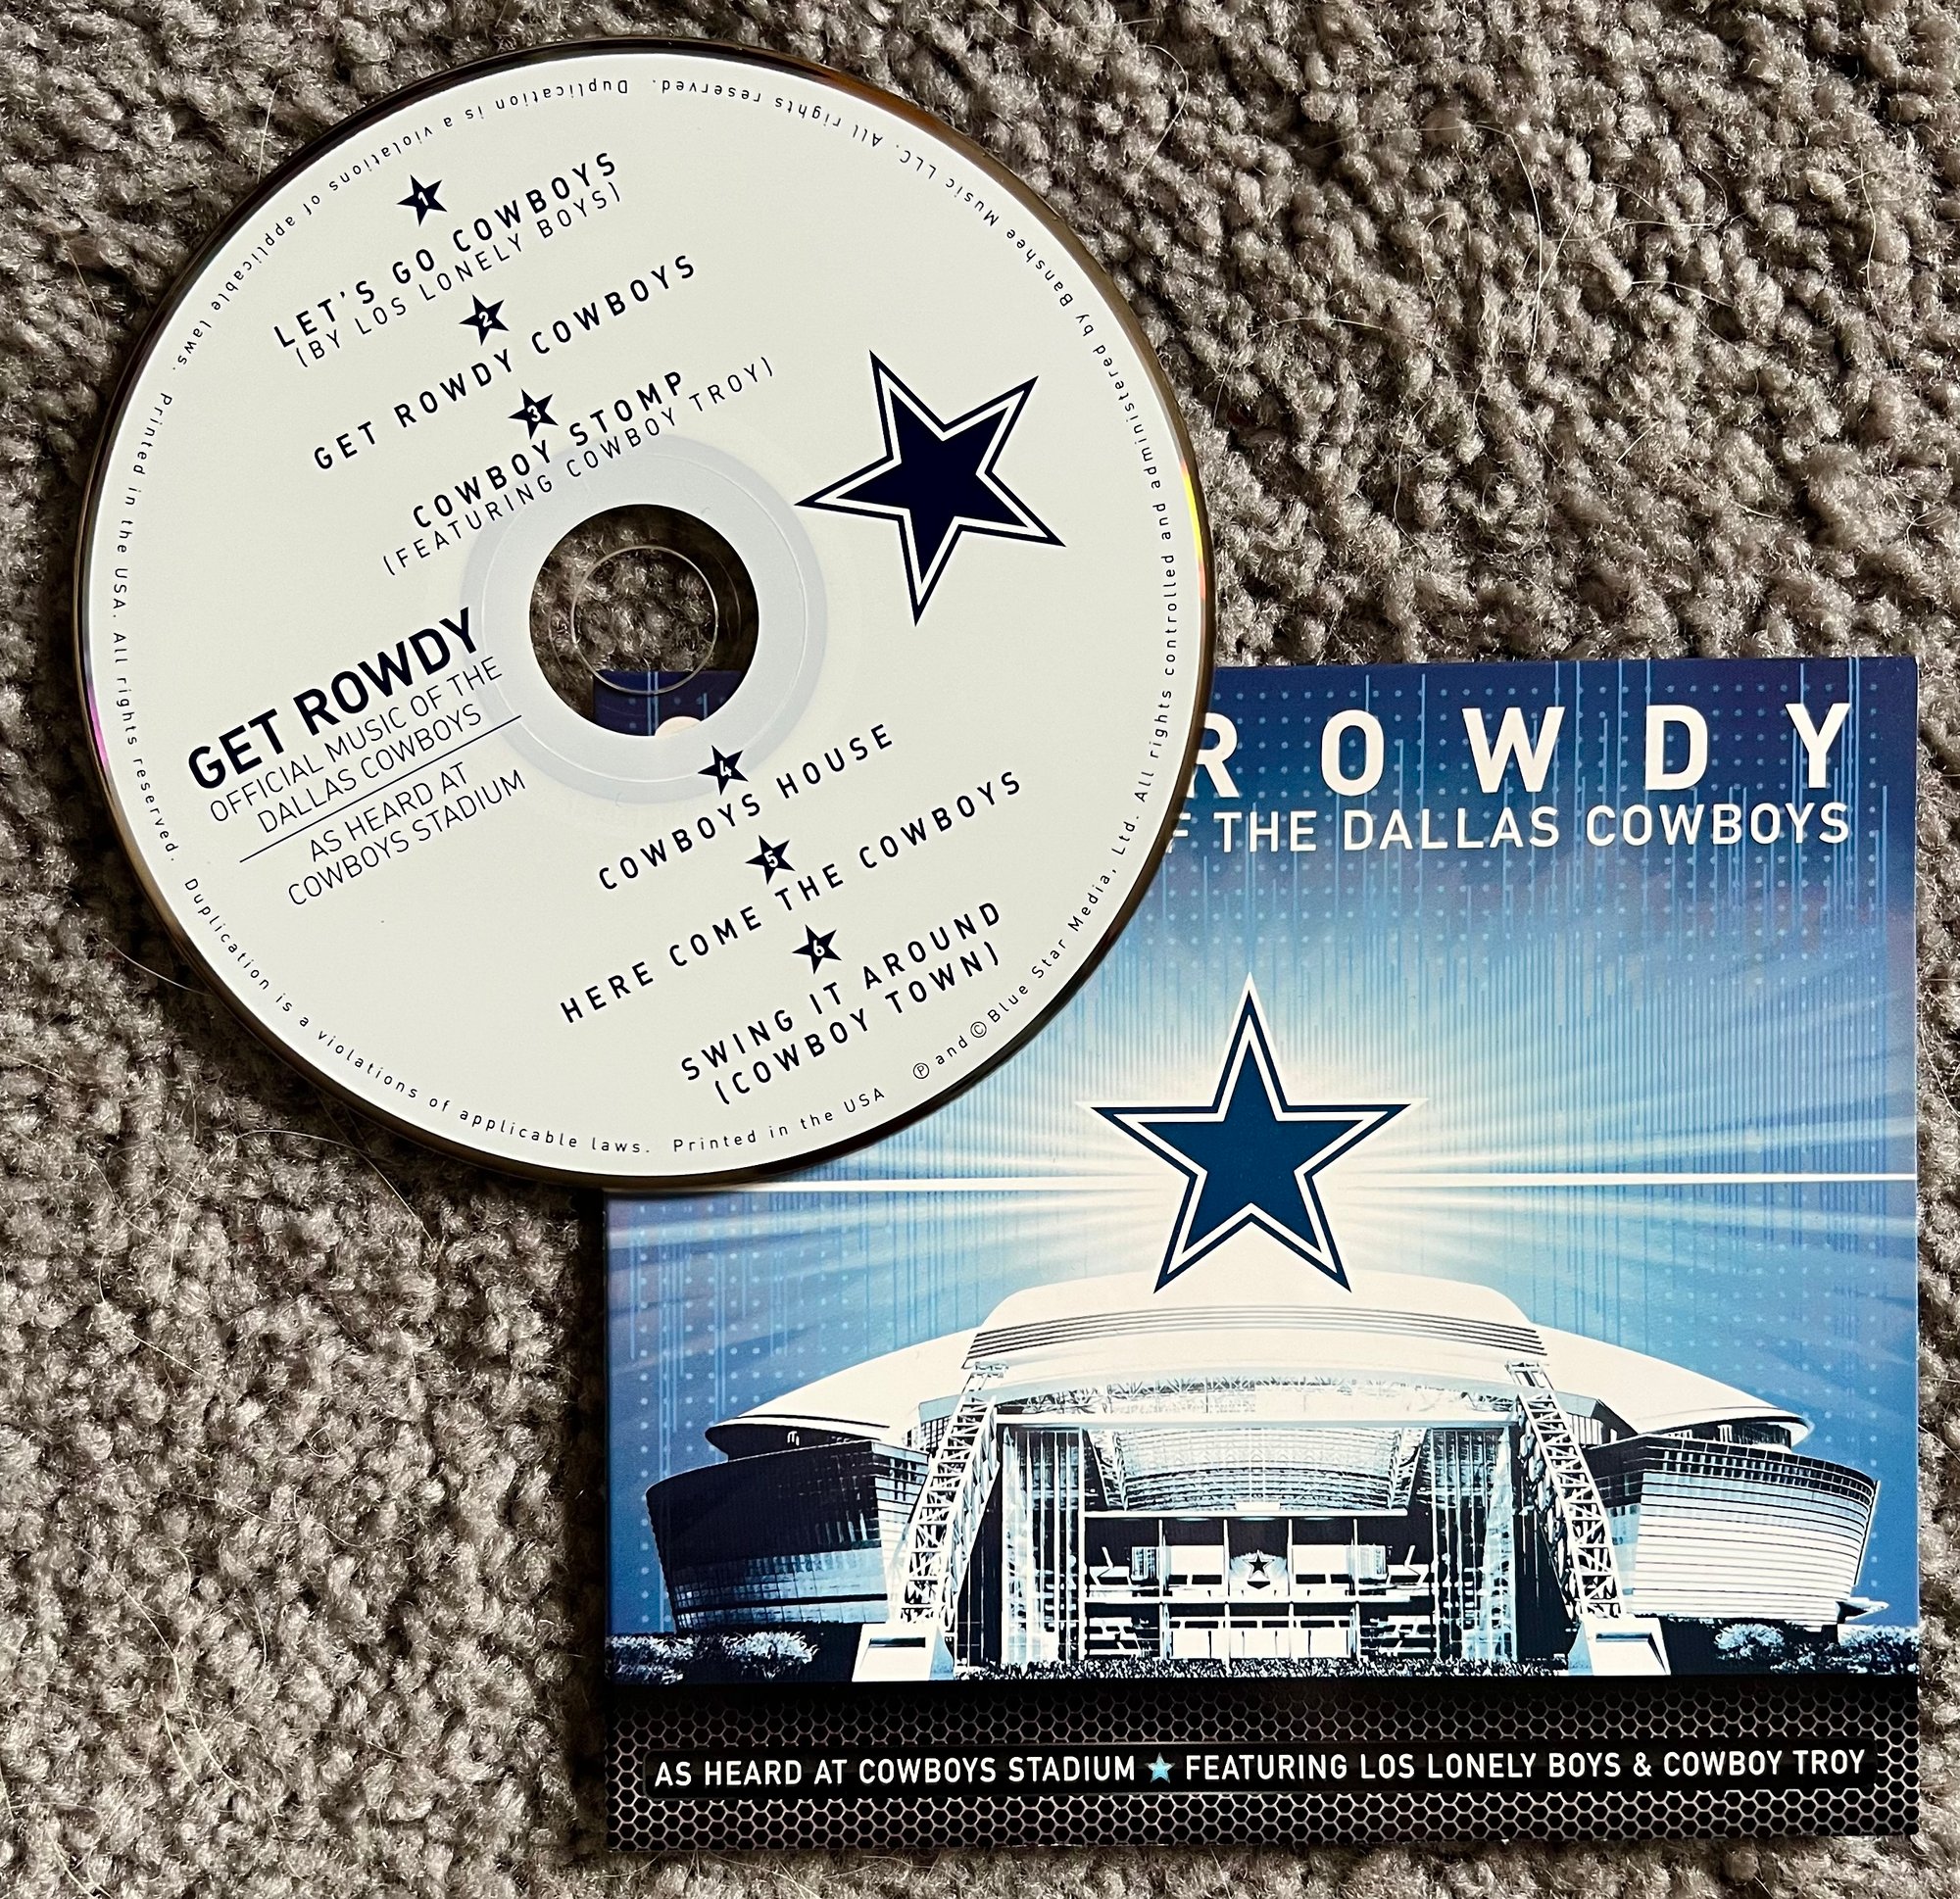 1
LET'S GO COWBOYS
(BY LOS LONELY BOYS)
2
GET ROWDY COWBOYS
3
COWBOY STOMP
(FEATURING COWBOY TROY)
GET ROWDY
OFFICIAL MUSIC OF THE
DALLAS COWBOYS
AS HEARD AT
COWBOYS STADIUM
4
COWBOYS HOUSE
5
HERE COME THE COWBOYS
6
SWING IT AROUND
(COWBOY TOWN)
℗ and © Blue Star Media, Ltd. All rights controlled and administered by Banshee Music LLC. All rights reserved. Duplication is a violations of applicable laws. Printed in the USA. All rights reserved. Duplication is a violations of applicable laws. Printed in the USA
ROWDY
F THE DALLAS COWBOYS
AS HEARD AT COWBOYS STADIUM ★ FEATURING LOS LONELY BOYS & COWBOY TROY